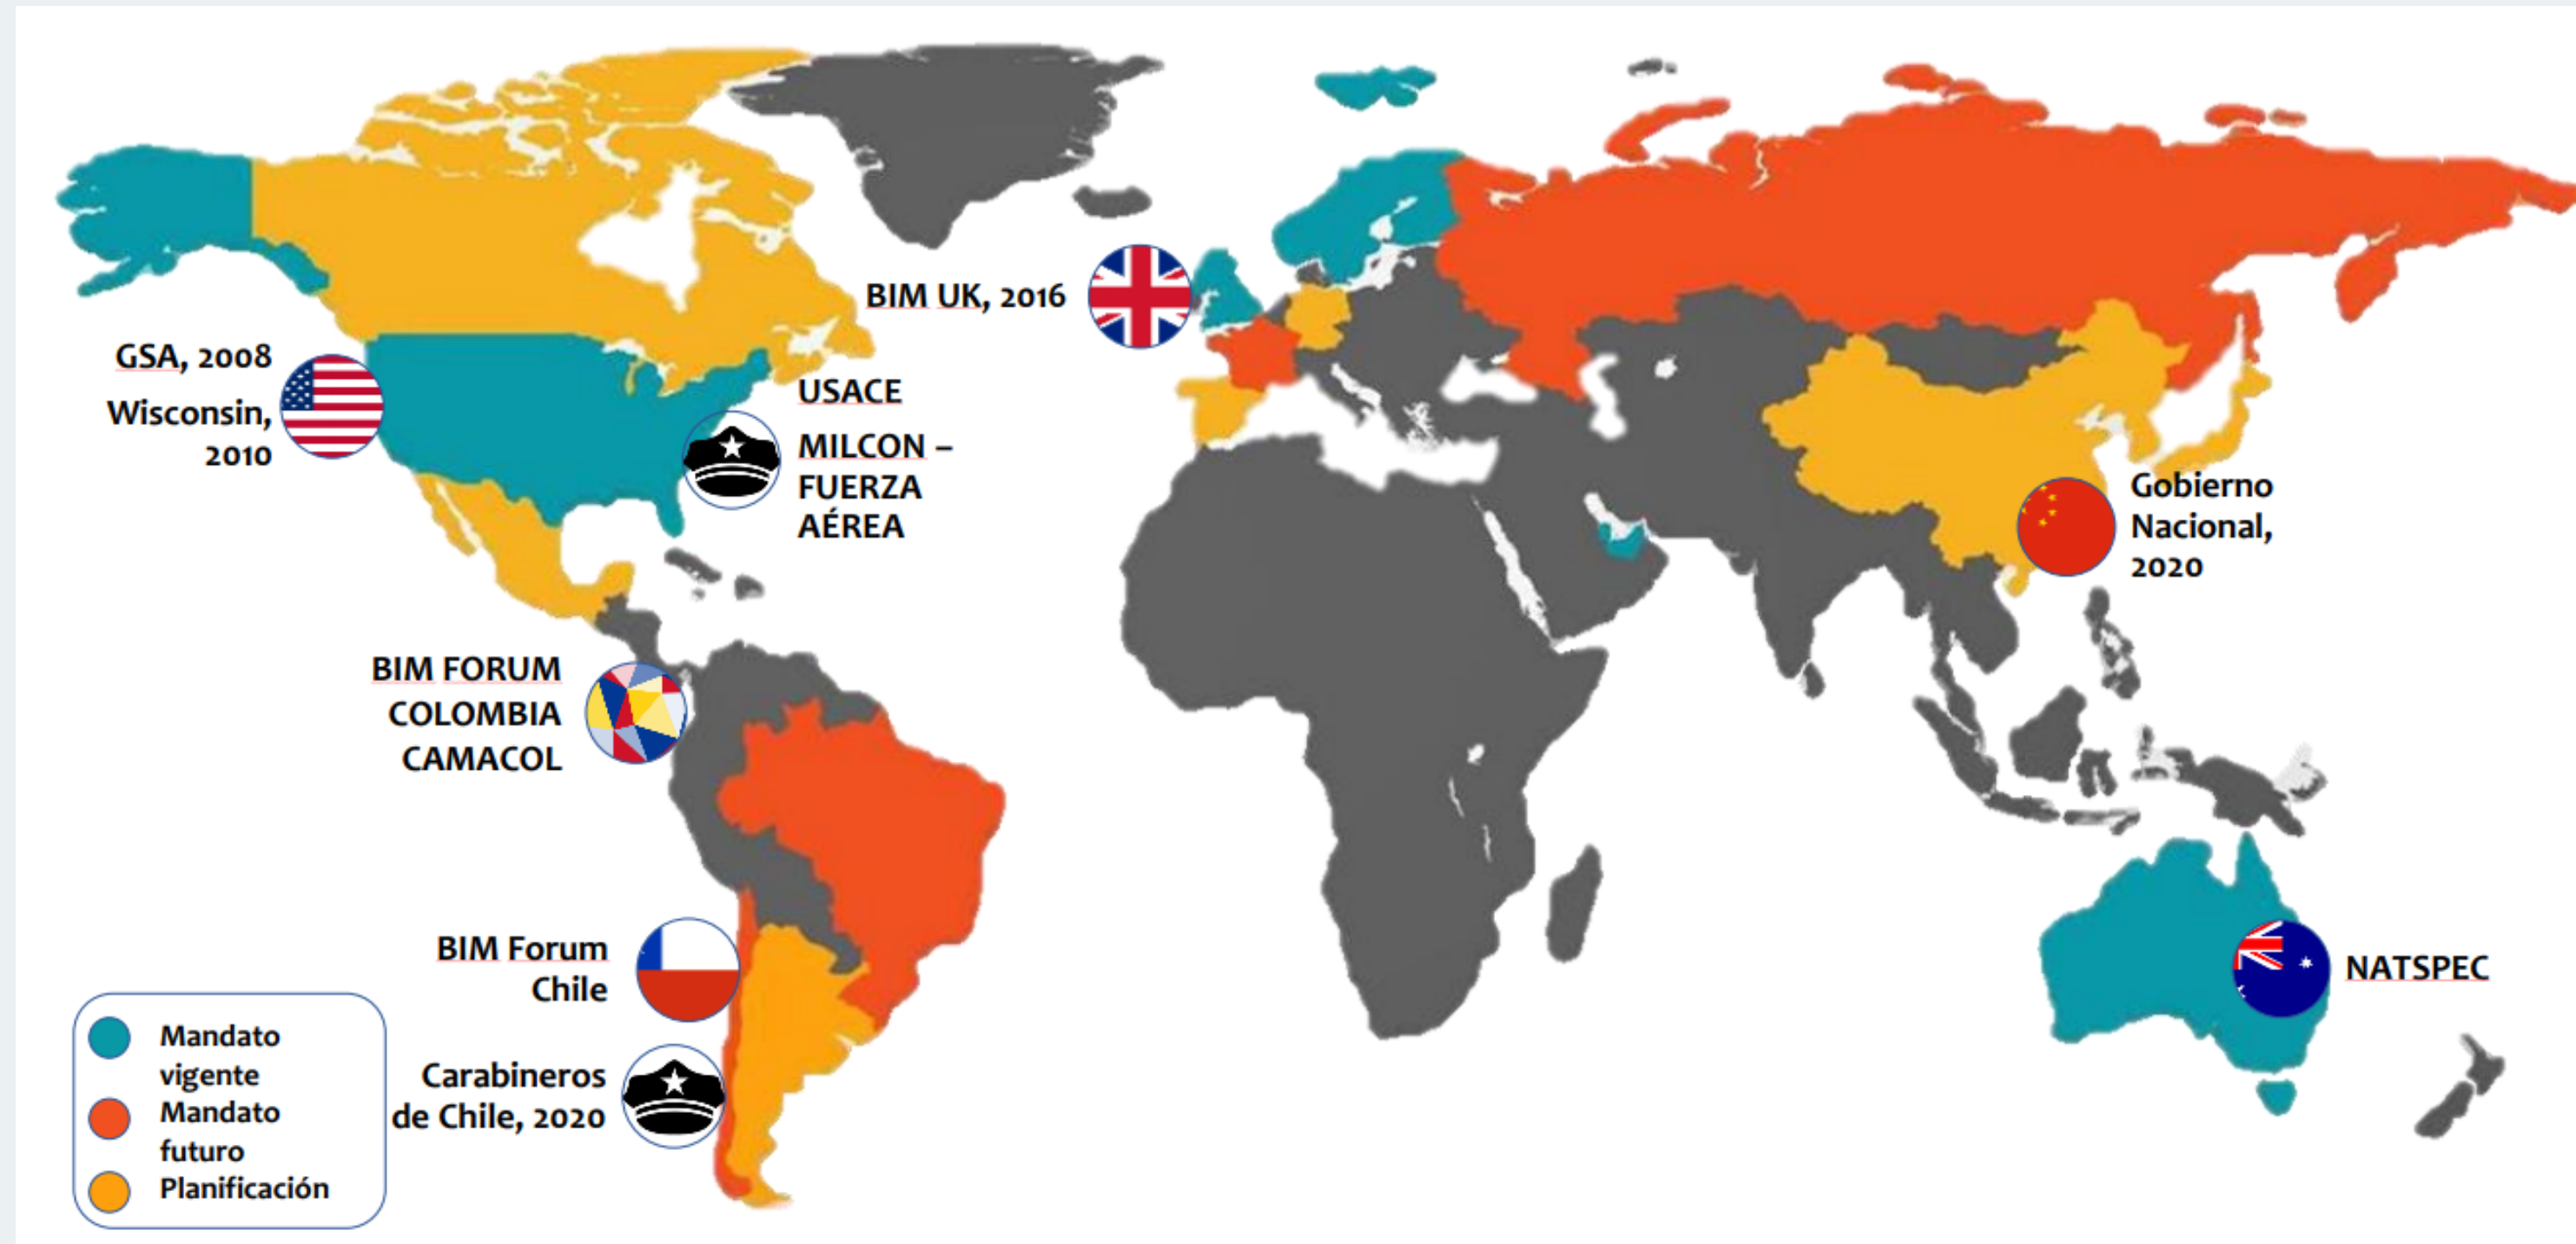 BIM UK, 2016
GSA, 2008
Wisconsin,
2010
USACE
MILCON –
FUERZA
AÉREA
Gobierno
Nacional,
2020
BIM FORUM
COLOMBIA
CAMACOL
BIM Forum
Chile
NATSPEC
Carabineros
de Chile, 2020
Mandato
vigente
Mandato
futuro
Planificación